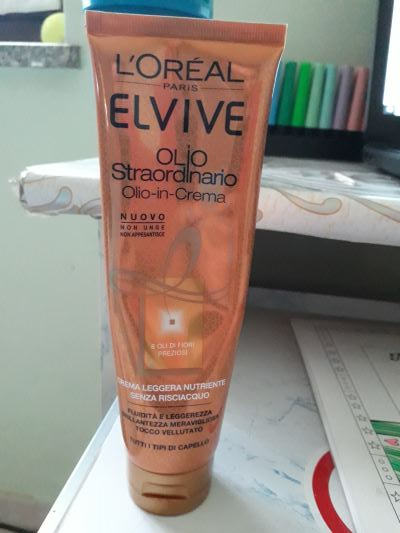 L'ORÉAL
PARIS
ELVIVE
OLiO
StraordInarIo
Olio-in-Crema
NUOVO
NON UNGE
NON APPESANTISCE
6 OLI DI FIORI
PREZIOSI
CREMA LEGGERA NUTRIENTE
SENZA RISCIACQUO
FLUIDITÀ E LEGGEREZZA
BRILLANTEZZA MERAVIGLIOSA
TOCCO VELLUTATO
TUTTI I TIPI DI CAPELLO